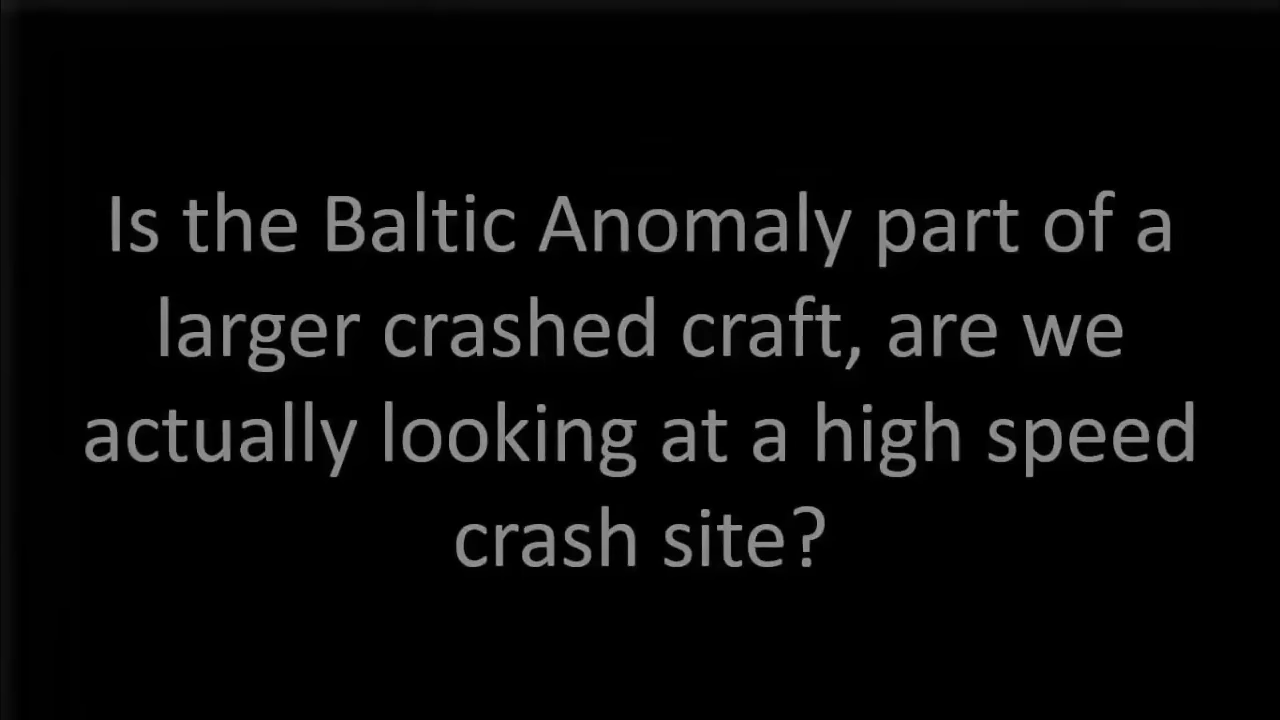 Is the Baltic Anomaly part of a
larger crashed craft, are we
actually looking at a high speed
crash site?